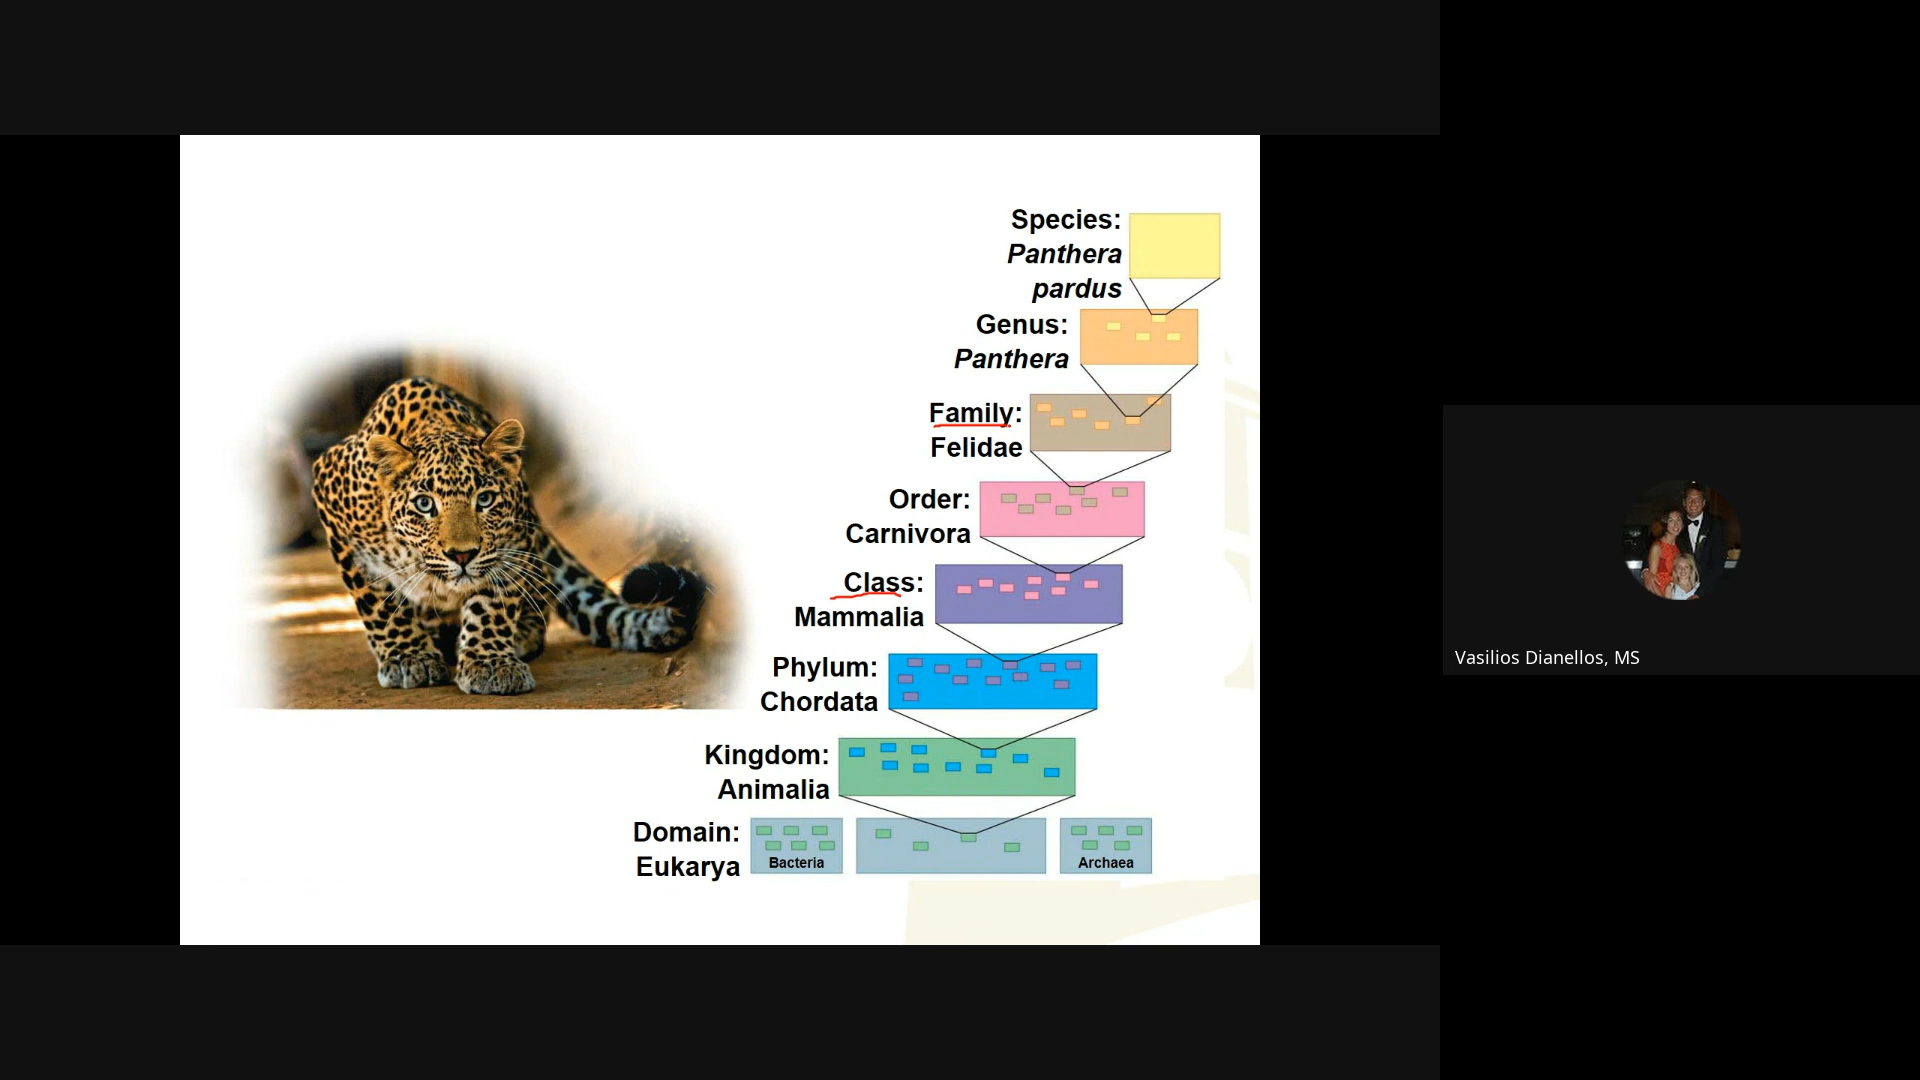 Species:
Panthera
pardus
Genus:
Panthera
Family:
Felidae
Order:
Carnivora
Class:
Mammalia
Phylum:
Chordata
Kingdom:
Animalia
Domain:
Eukarya
Bacteria
Archaea
Vasilios Dianellos, MS